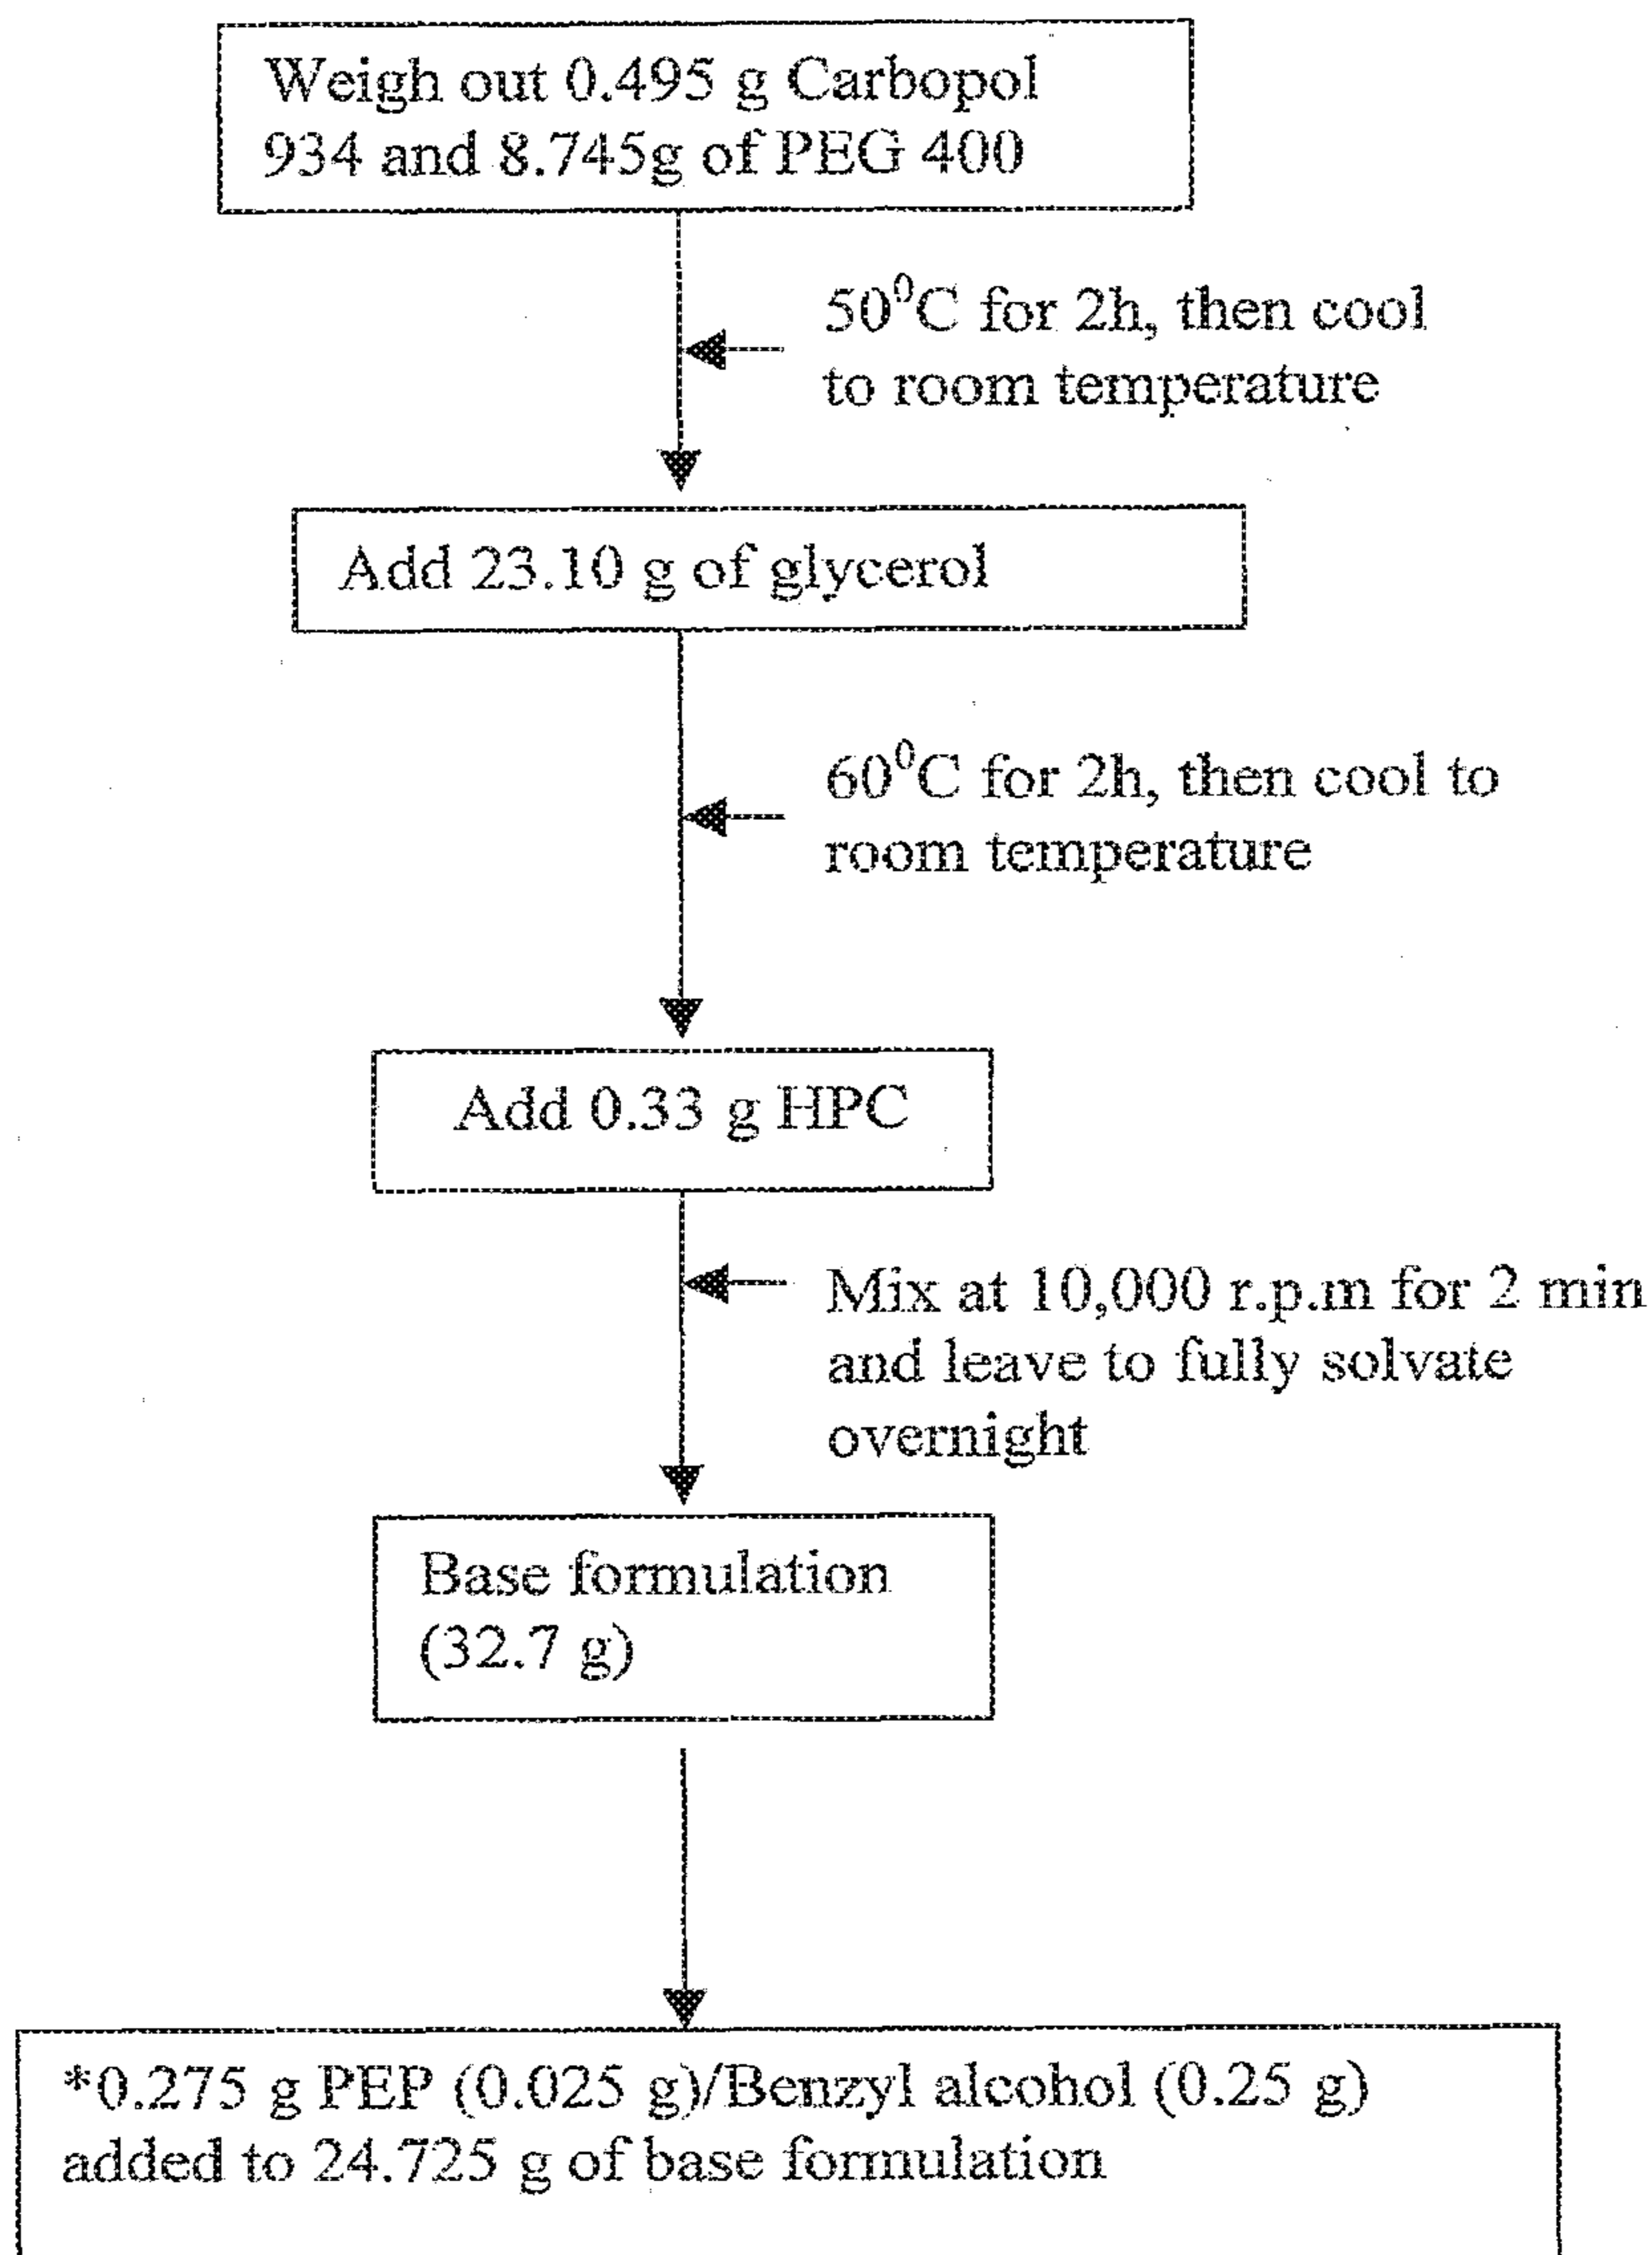 Weigh out 0.495 g Carbopol
934 and 8.745g of PEG 400
50⁰C for 2h, then cool
to room temperature
Add 23.10 g of glycerol
60⁰C for 2h, then cool to
room temperature
Add 0.33 g HPC
Mix at 10,000 r.p.m for 2 min
and leave to fully solvate
overnight
Base formulation
(32.7 g)
*0.275 g PEP (0.025 g)/Benzyl alcohol (0.25 g)
added to 24.725 g of base formulation